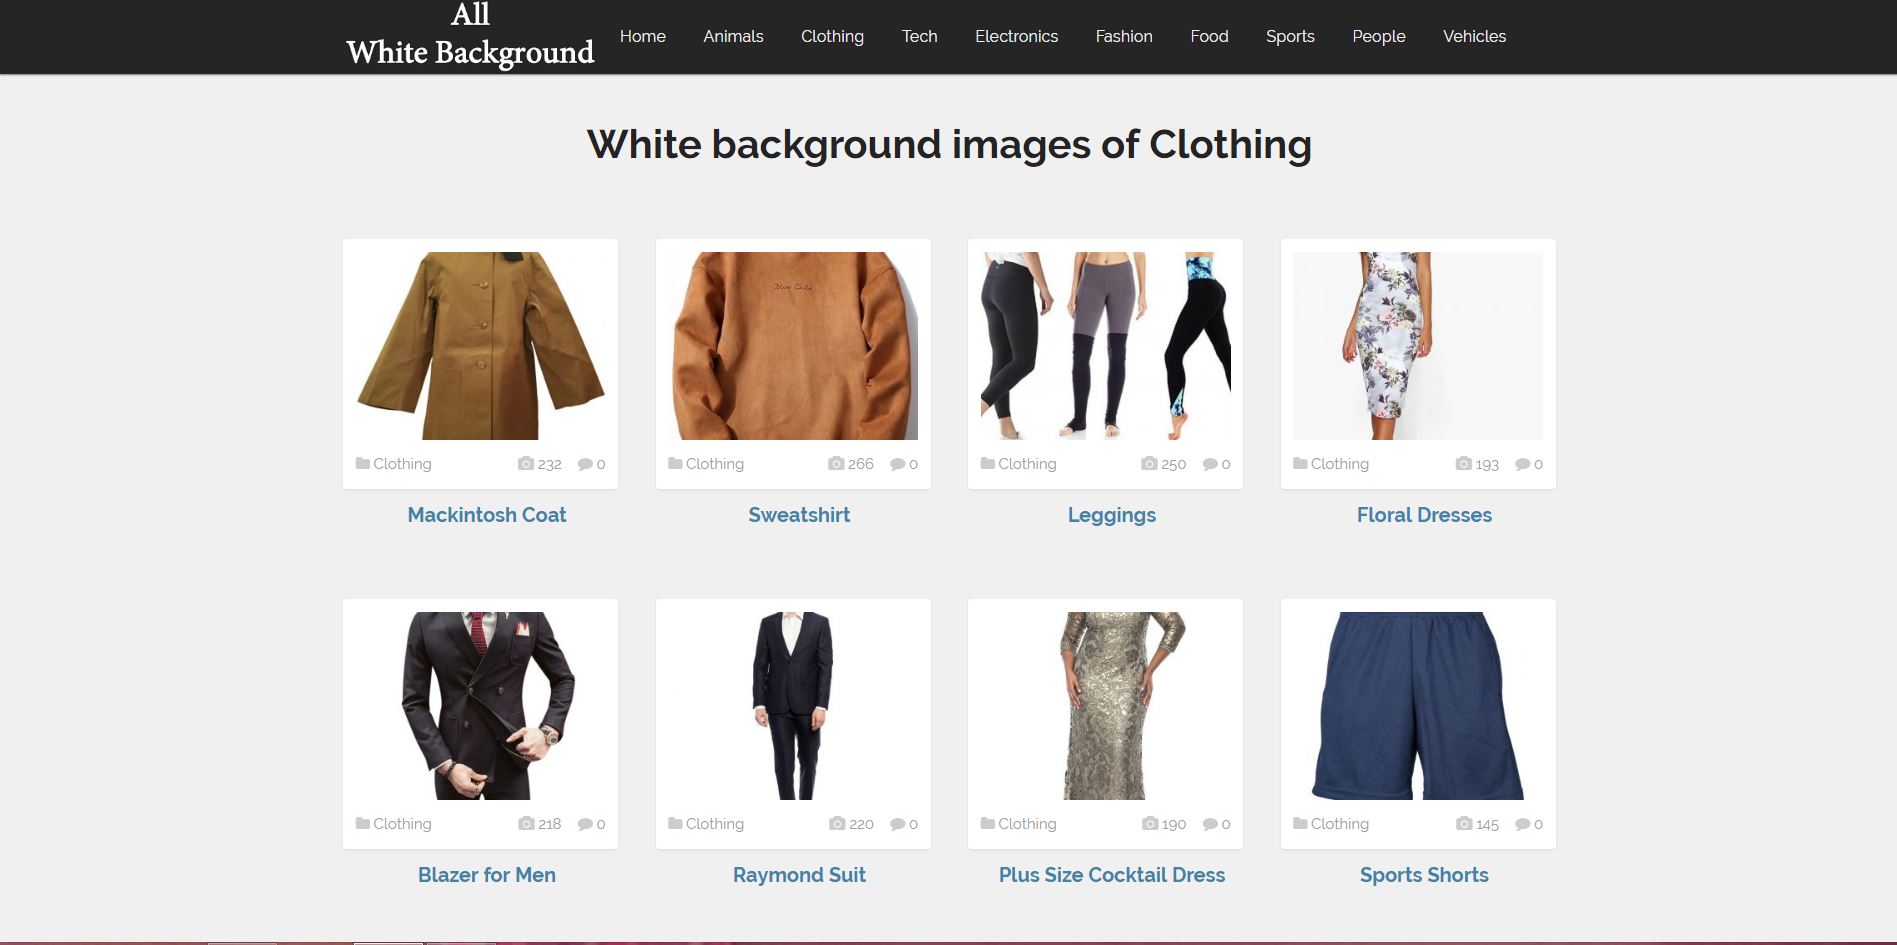 All
White Background
Home Animals Clothing Tech Electronics Fashion Food Sports People Vehicles
White background images of Clothing
Clothing 232 0
Clothing 266 0
Clothing 250 0
Clothing 193 0
Mackintosh Coat
Sweatshirt
Leggings
Floral Dresses
Clothing 218 0
Clothing 220 0
Clothing 190 0
Clothing 145 0
Blazer for Men
Raymond Suit
Plus Size Cocktail Dress
Sports Shorts